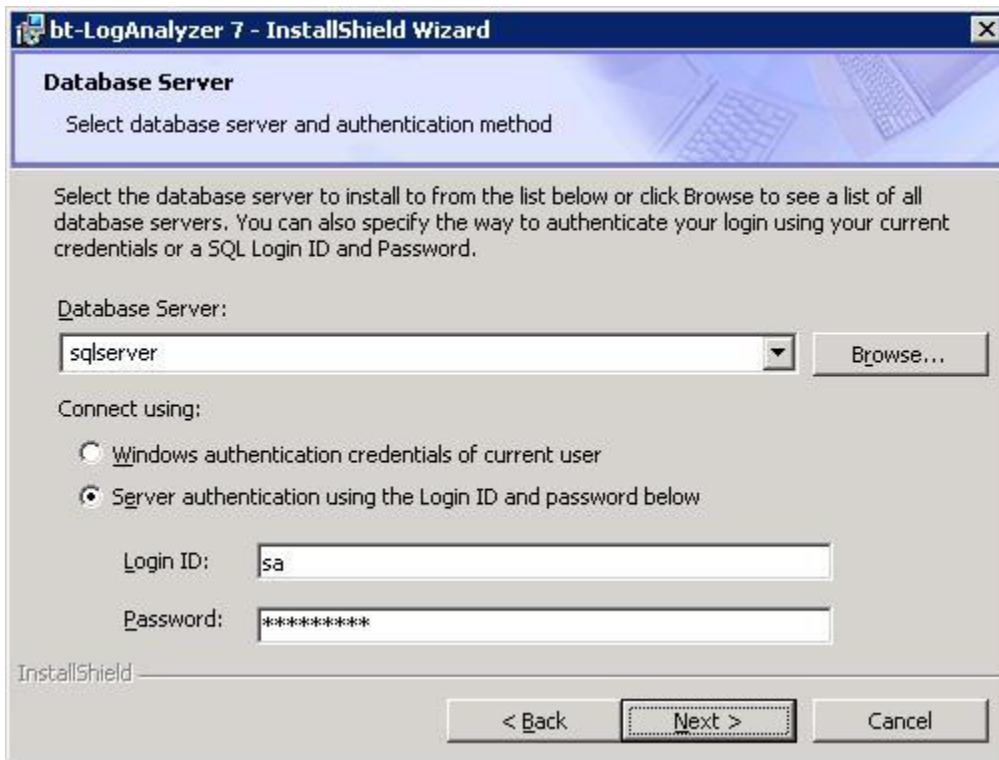 bt-LogAnalyzer 7 - InstallShield Wizard
Database Server
Select database server and authentication method
Select the database server to install to from the list below or click Browse to see a list of all
database servers. You can also specify the way to authenticate your login using your current
credentials or a SQL Login ID and Password.
Database Server:
sqlserver
Browse...
Connect using:
Windows authentication credentials of current user
Server authentication using the Login ID and password below
Login ID: sa
Password: *********
InstallShield
< Back Next > Cancel